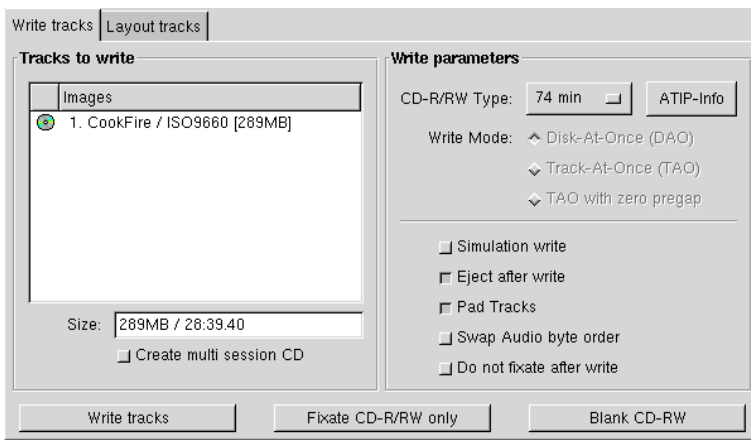 Write tracks Layout tracks
Tracks to write
Images
1. CookFire / ISO9660 [289MB]
Size: 289MB / 28:39.40
Create multi session CD
Write parameters
CD-R/RW Type: 74 min ATIP-Info
Write Mode: Disk-At-Once (DAO)
Track-At-Once (TAO)
TAO with zero pregap
Simulation write
Eject after write
Pad Tracks
Swap Audio byte order
Do not fixate after write
Write tracks Fixate CD-R/RW only Blank CD-RW